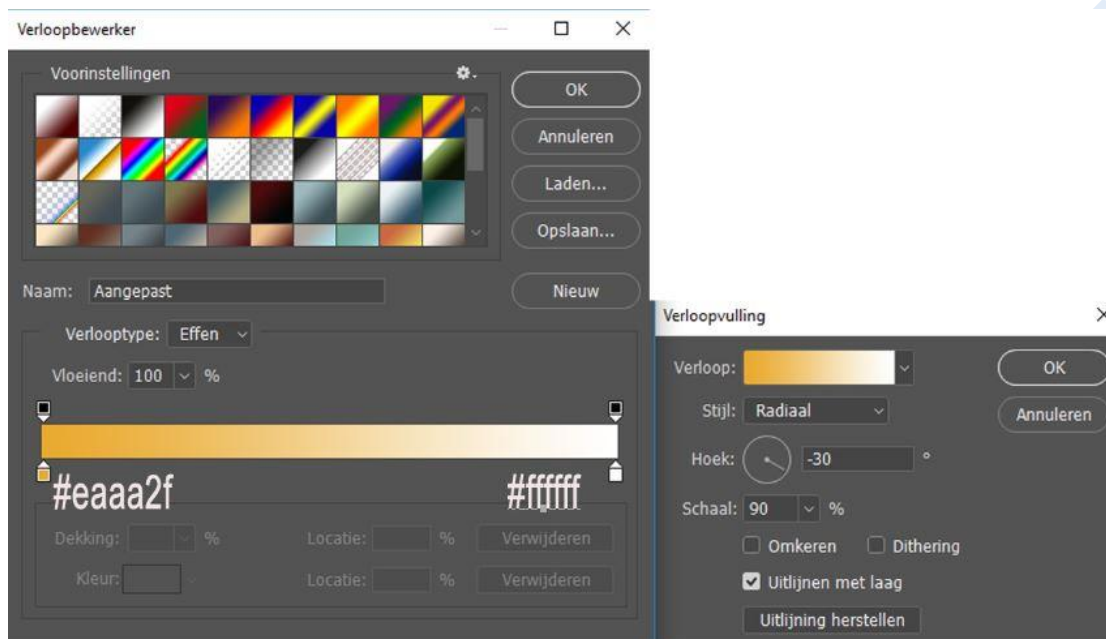 Verloopbewerker
Voorinstellingen
OK
Annuleren
Laden...
Opslaan...
Naam: Aangepast
Nieuw
Verlooptype: Effen
Vloeiend: 100 %
#eaaa2f #ffffff
Dekking: % Locatie: % Verwijderen
Kleur: Locatie: % Verwijderen
Verloopvulling
Verloop: OK
Stijl: Radiaal Annuleren
Hoek: -30 °
Schaal: 90 %
Omkeren Dithering
Uitlijnen met laag
Uitlijning herstellen